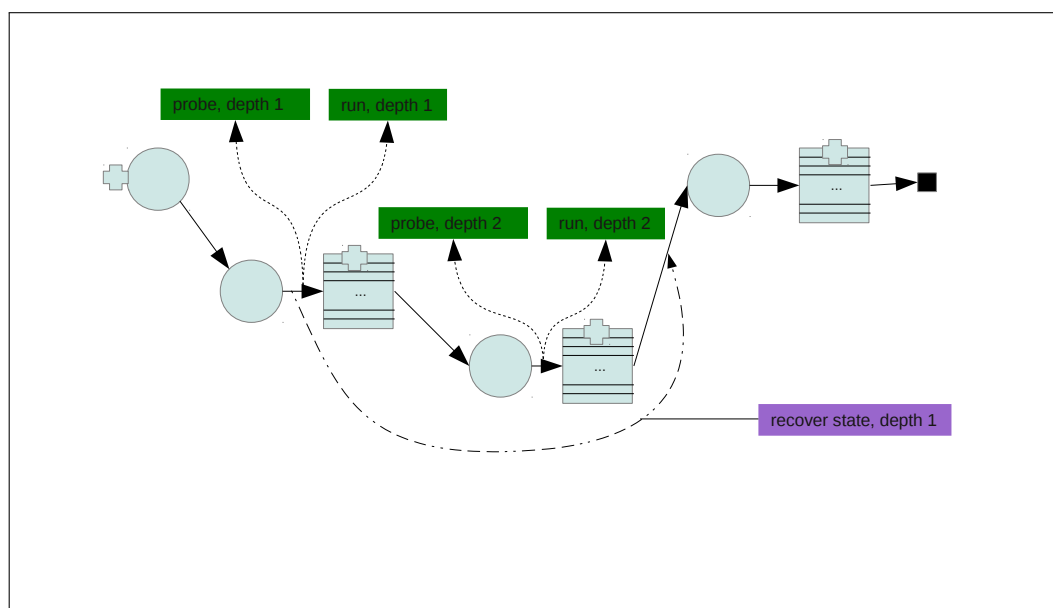 probe, depth 1
run, depth 1
...
probe, depth 2
run, depth 2
...
...
recover state, depth 1